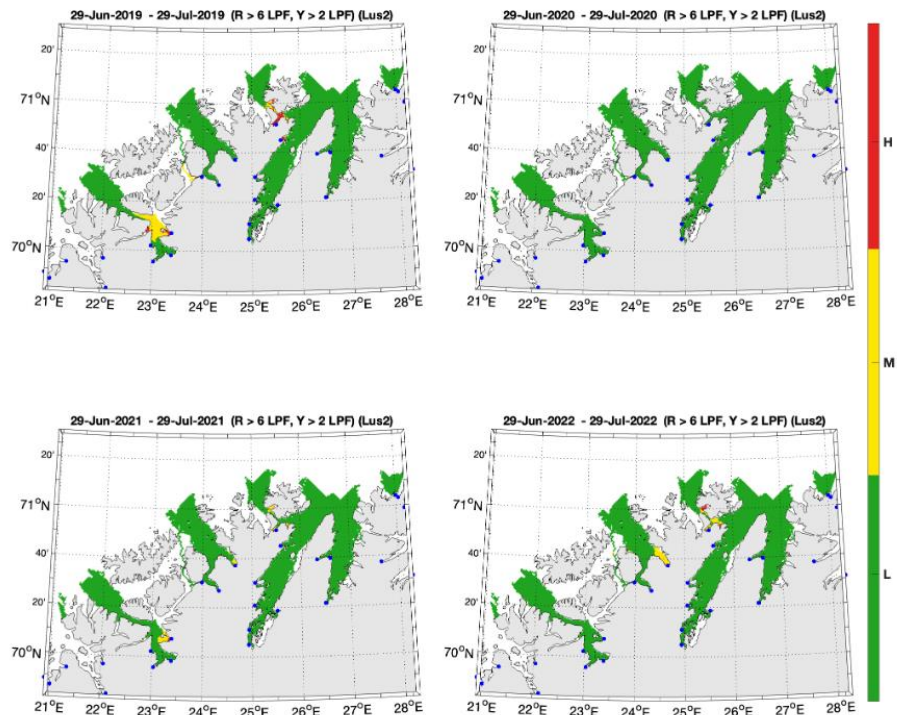 29-Jun-2019 - 29-Jul-2019 (R > 6 LPF, Y > 2 LPF) (Lus2)
20'
71°N
40'
20'
70°N
21°E 22°E 23°E 24°E 25°E 26°E 27°E 28°E
29-Jun-2020 - 29-Jul-2020 (R > 6 LPF, Y > 2 LPF) (Lus2)
20'
71°N
40'
20'
70°N
21°E 22°E 23°E 24°E 25°E 26°E 27°E 28°E
H
M
L
29-Jun-2021 - 29-Jul-2021 (R > 6 LPF, Y > 2 LPF) (Lus2)
20'
71°N
40'
20'
70°N
21°E 22°E 23°E 24°E 25°E 26°E 27°E 28°E
29-Jun-2022 - 29-Jul-2022 (R > 6 LPF, Y > 2 LPF) (Lus2)
20'
71°N
40'
20'
70°N
21°E 22°E 23°E 24°E 25°E 26°E 27°E 28°E